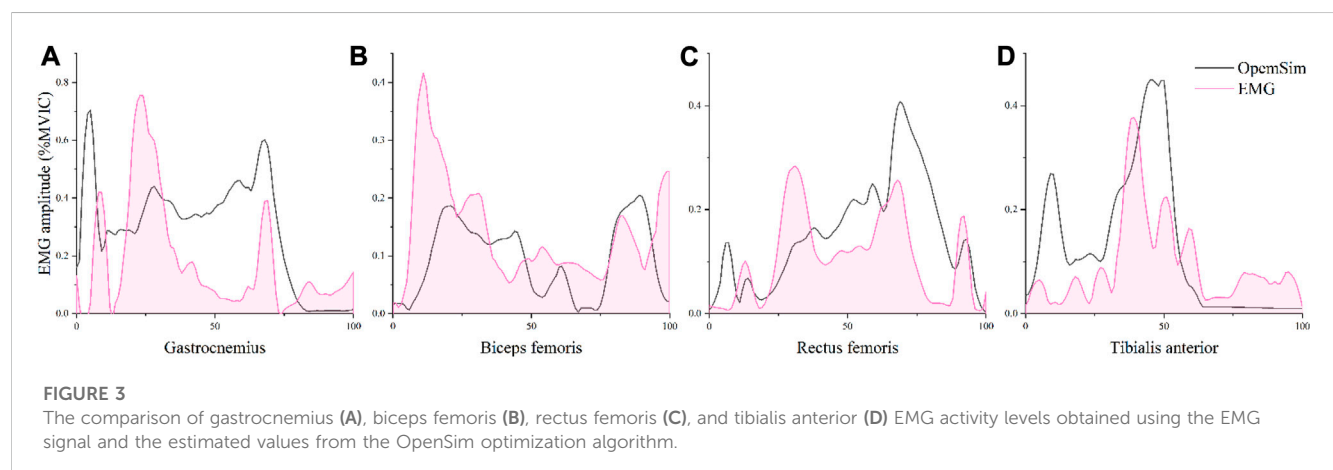 A
B
C
D
EMG amplitude (%MVIC)
0.8
0.6
0.4
0.2
0.0
0
50
100
Gastrocnemius
0.4
0.3
0.2
0.1
0.0
0
50
100
Biceps femoris
0.4
0.2
0.0
0
50
100
Rectus femoris
0.4
0.2
0.0
0
50
100
Tibialis anterior
OpemSim
EMG
FIGURE 3
The comparison of gastrocnemius (A), biceps femoris (B), rectus femoris (C), and tibialis anterior (D) EMG activity levels obtained using the EMG
signal and the estimated values from the OpenSim optimization algorithm.